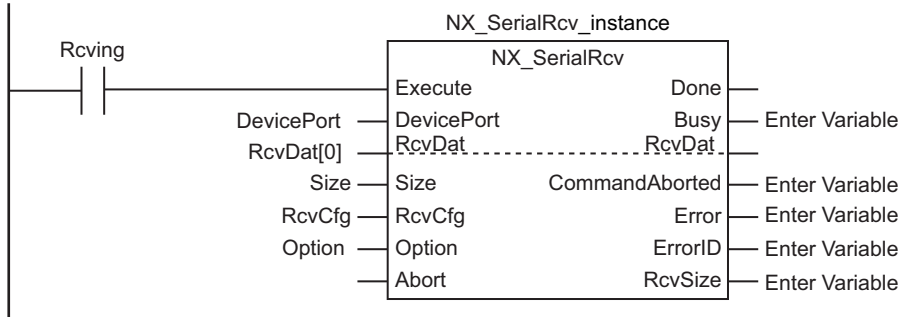 NX_SerialRcv_instance
Rcving
NX_SerialRcv
Execute Done
DevicePort DevicePort Busy Enter Variable
RcvDat[0] RcvDat RcvDat
Size Size CommandAborted Enter Variable
RcvCfg RcvCfg Error Enter Variable
Option Option ErrorID Enter Variable
Abort RcvSize Enter Variable